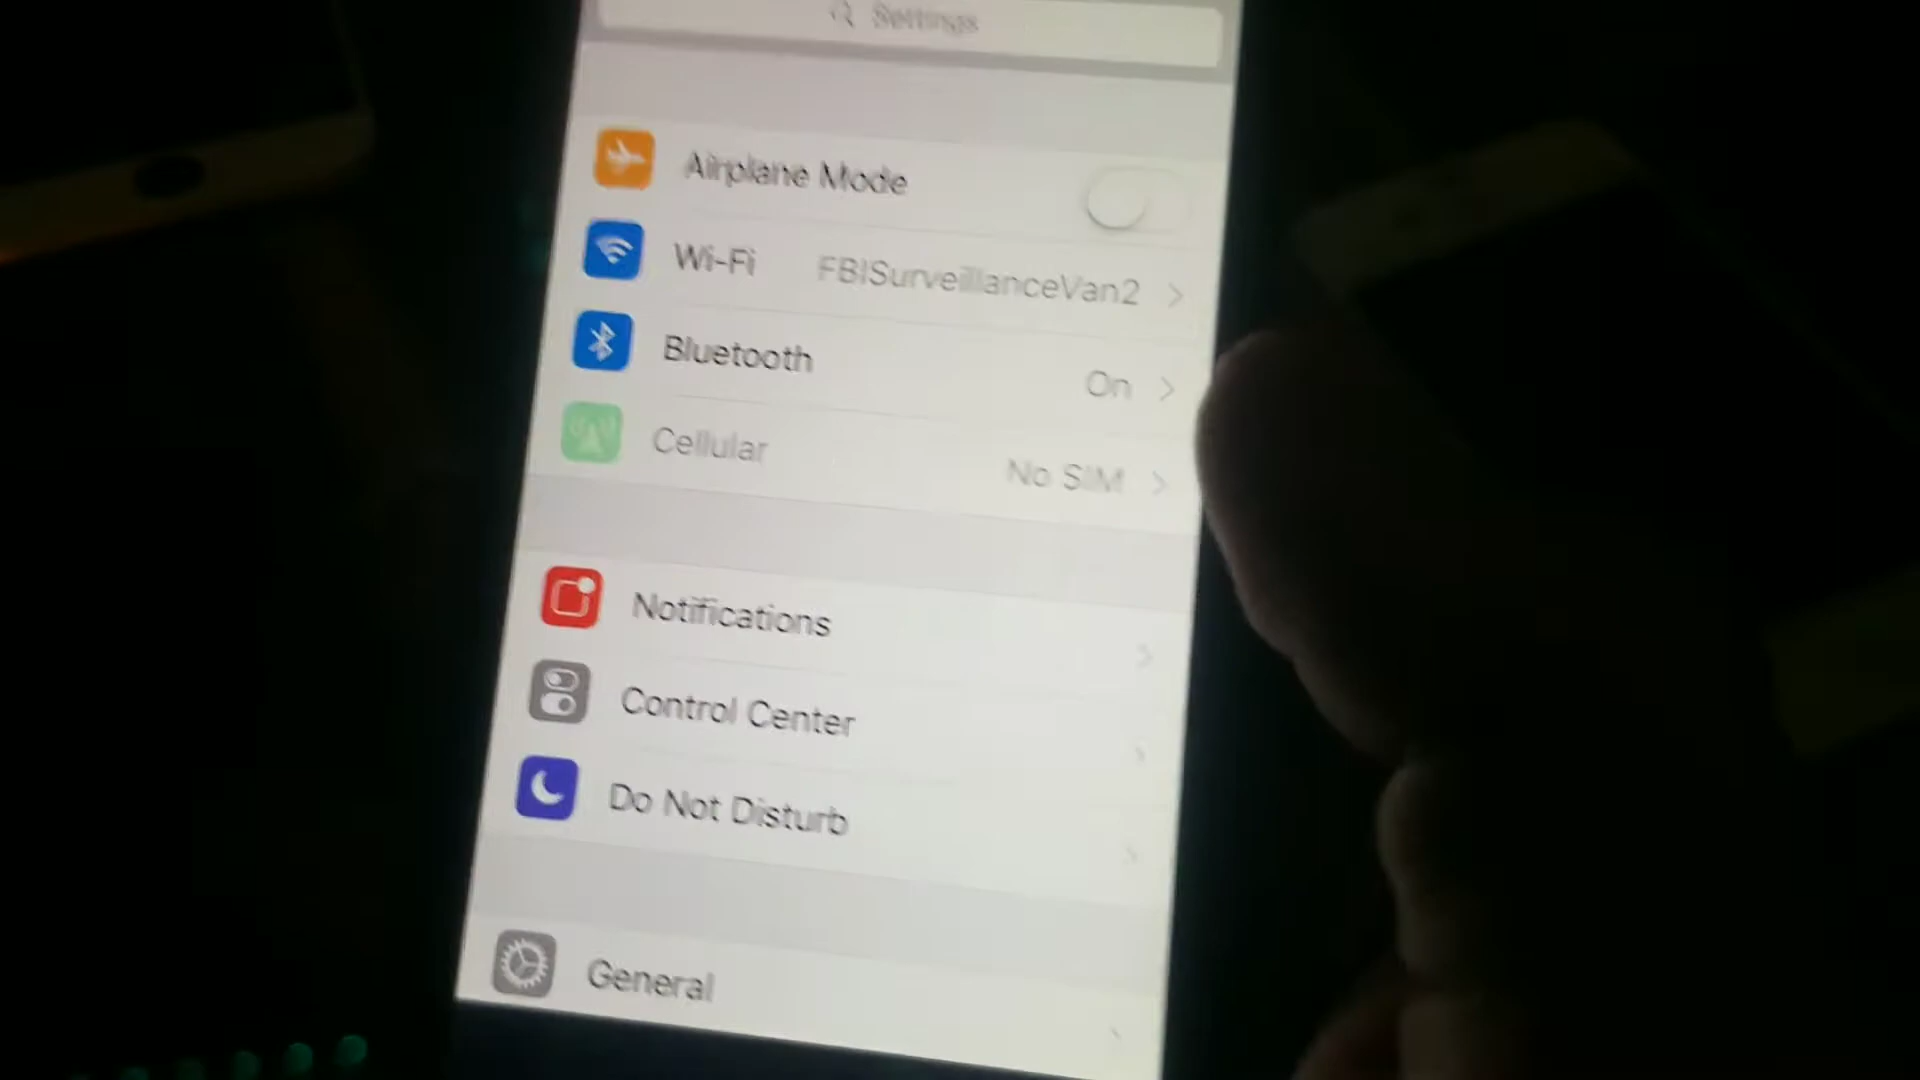 Settings
Airplane Mode
Wi-Fi FBISurveillanceVan2
Bluetooth On
Cellular No SIM
Notifications
Control Center
Do Not Disturb
General